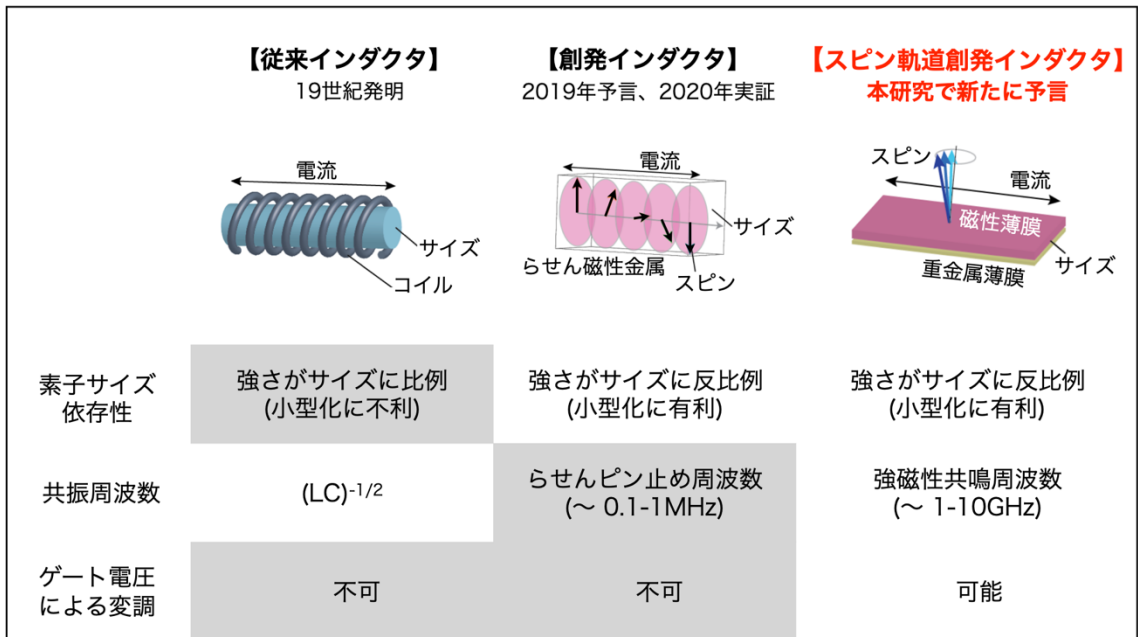 【従来インダクタ】
19世紀発明
【創発インダクタ】
2019年予言、2020年実証
【スピン軌道創発インダクタ】
本研究で新たに予言
電流
サイズ
コイル
電流
サイズ
らせん磁性金属
スピン
スピン
電流
磁性薄膜
サイズ
重金属薄膜
素子サイズ
依存性
強さがサイズに比例
(小型化に不利)
強さがサイズに反比例
(小型化に有利)
強さがサイズに反比例
(小型化に有利)
共振周波数
(LC)-1/2
らせんピン止め周波数
(〜 0.1-1MHz)
強磁性共鳴周波数
(〜 1-10GHz)
ゲート電圧
による変調
不可
不可
可能